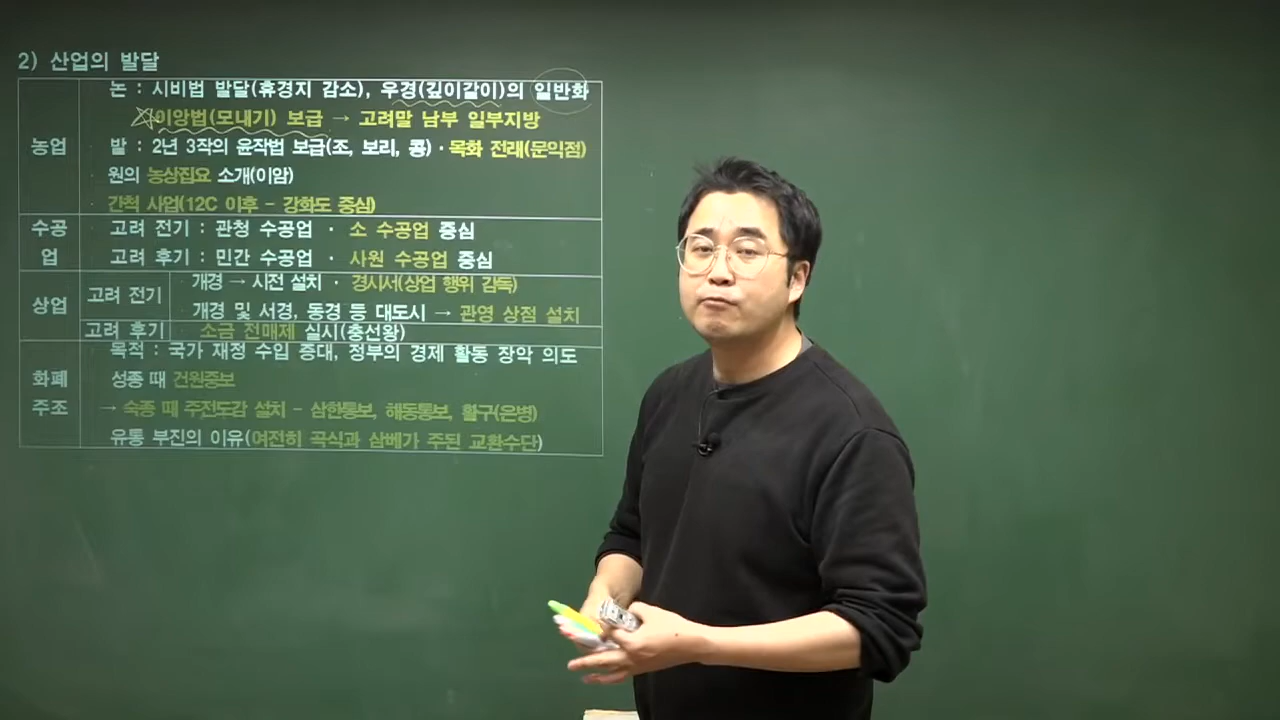 2) 산업의 발달
농업
논 : 시비법 발달(휴경지 감소), 우경(깊이갈이)의 일반화
이앙법(모내기) 보급 → 고려말 남부 일부지방
밭 : 2년 3작의 윤작법 보급(조, 보리, 콩)·목화 전래(문익점)
원의 농상집요 소개(이암)
간척 사업(12C 이후 - 강화도 중심)
수공
업
고려 전기 : 관청 수공업 · 소 수공업 중심
고려 후기 : 민간 수공업 · 사원 수공업 중심
상업
고려 전기
개경 → 시전 설치 · 경시서(상업 행위 감독)
개경 및 서경, 동경 등 대도시 → 관영 상점 설치
고려 후기
소금 전매제 실시(충선왕)
화폐
주조
목적 : 국가 재정 수입 증대, 정부의 경제 활동 장악 의도
성종 때 건원중보
→ 숙종 때 주전도감 설치 - 삼한통보, 해동통보, 활구(은병)
유통 부진의 이유(여전히 곡식과 삼베가 주된 교환수단)